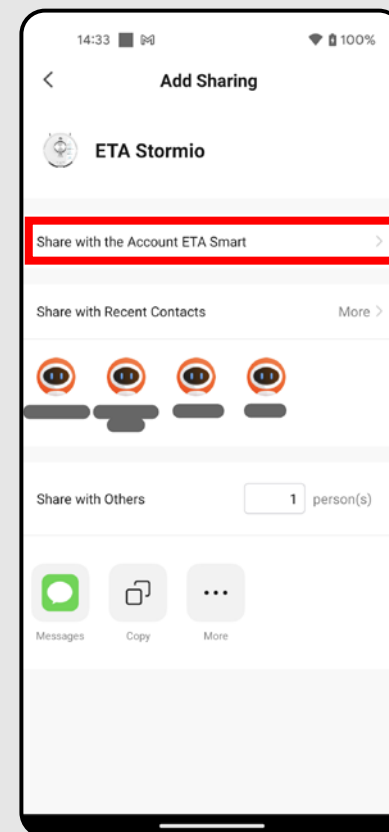 14:33 100%
Add Sharing
ETA Stormio
Share with the Account ETA Smart
Share with Recent Contacts More
Share with Others 1 person(s)
Messages Copy More